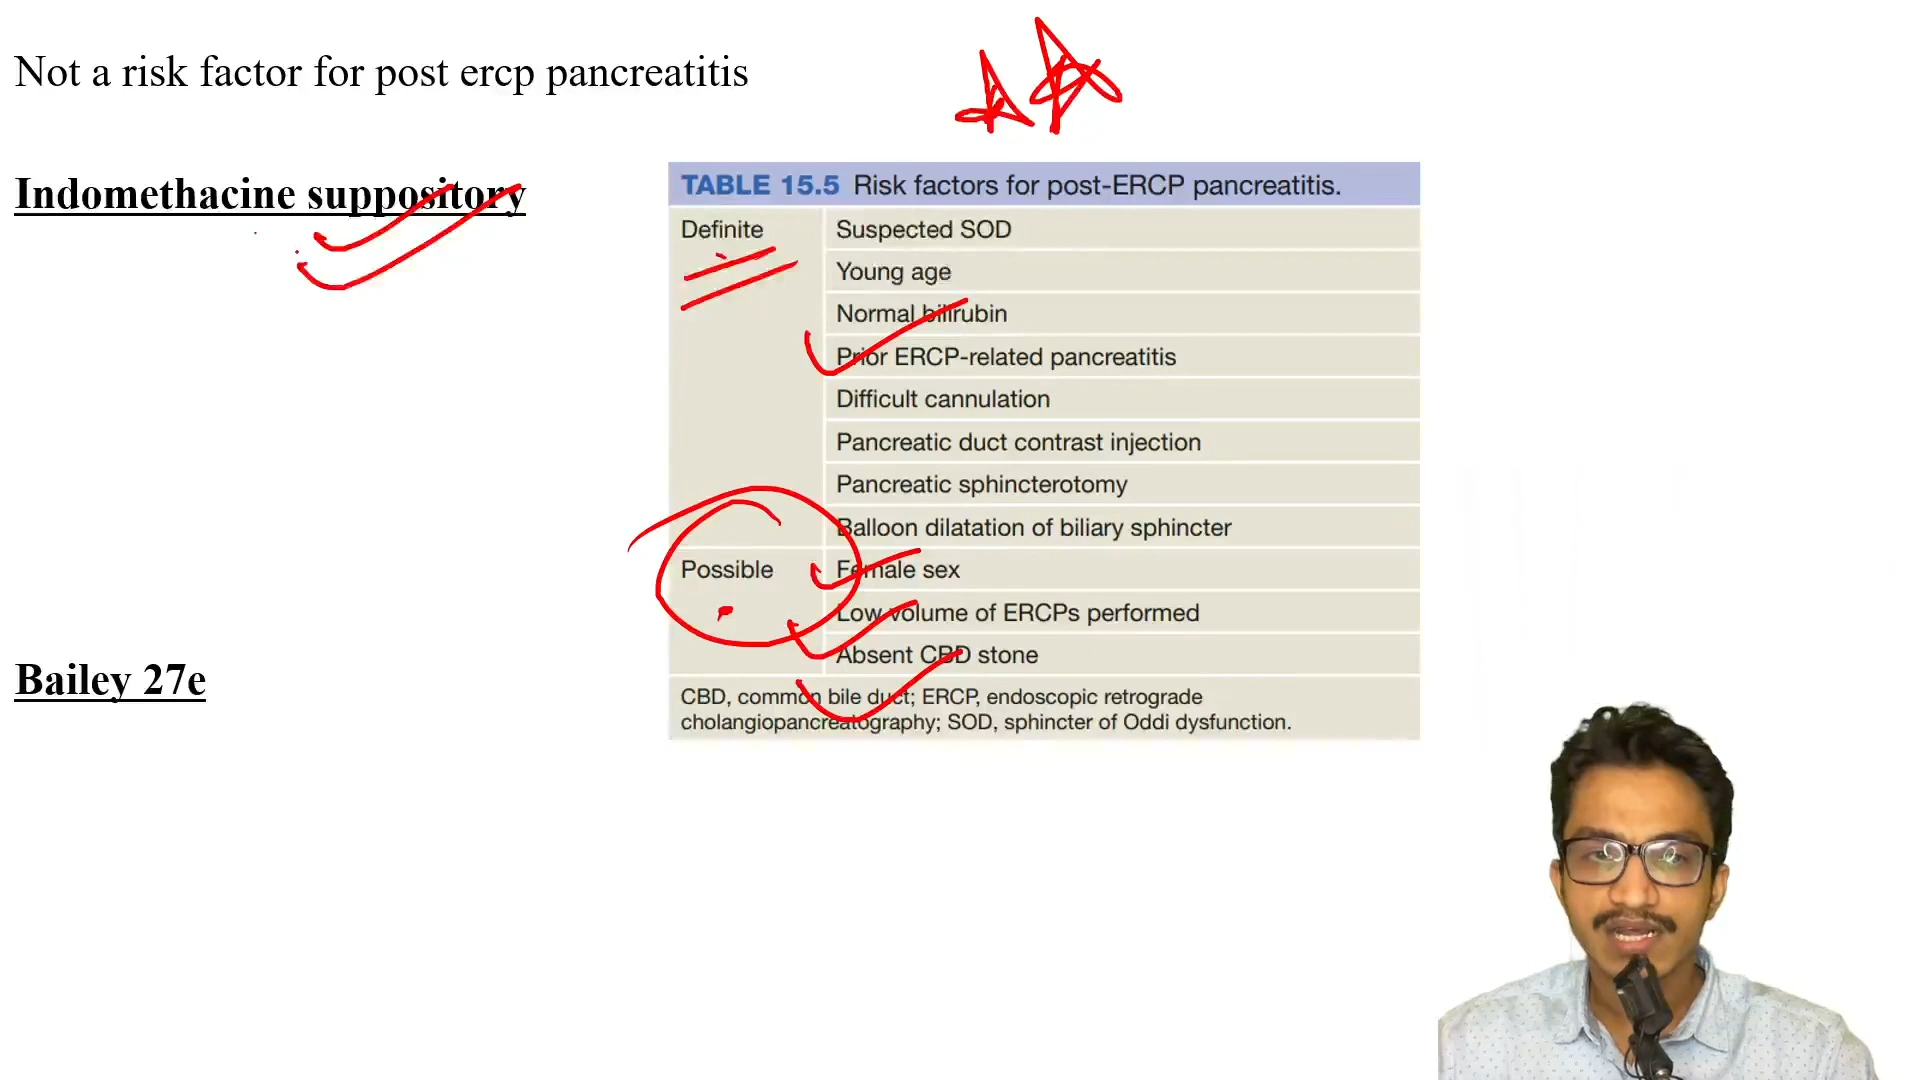 Not a risk factor for post ercp pancreatitis
Indomethacine suppository
TABLE 15.5 Risk factors for post-ERCP pancreatitis.
Definite
Suspected SOD
Young age
Normal bilirubin
Prior ERCP-related pancreatitis
Difficult cannulation
Pancreatic duct contrast injection
Pancreatic sphincterotomy
Balloon dilatation of biliary sphincter
Possible
Female sex
Low volume of ERCPs performed
Absent CBD stone
CBD, common bile duct; ERCP, endoscopic retrograde
cholangiopancreatography; SOD, sphincter of Oddi dysfunction.
Bailey 27e